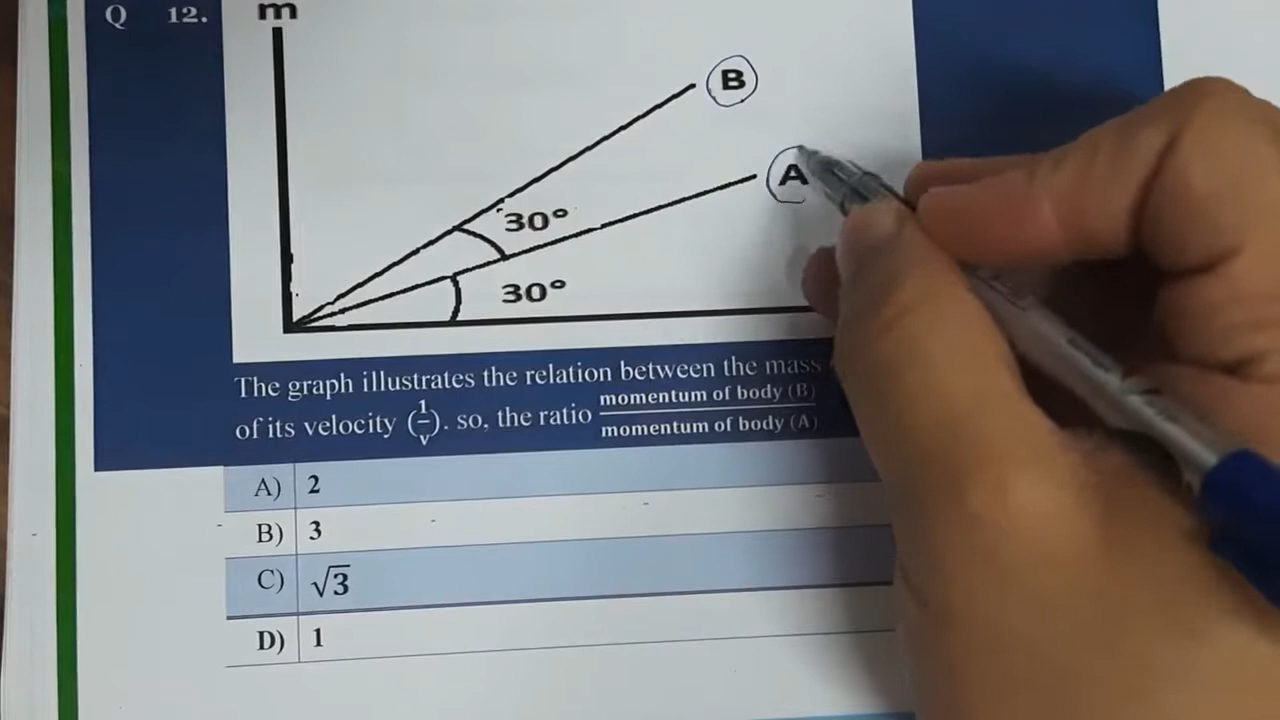 Q 12.
m
B
A
30°
30°
The graph illustrates the relation between the mass
of its velocity (1/v). so, the ratio momentum of body (B)/momentum of body (A)
A) 2
B) 3
C) √3
D) 1